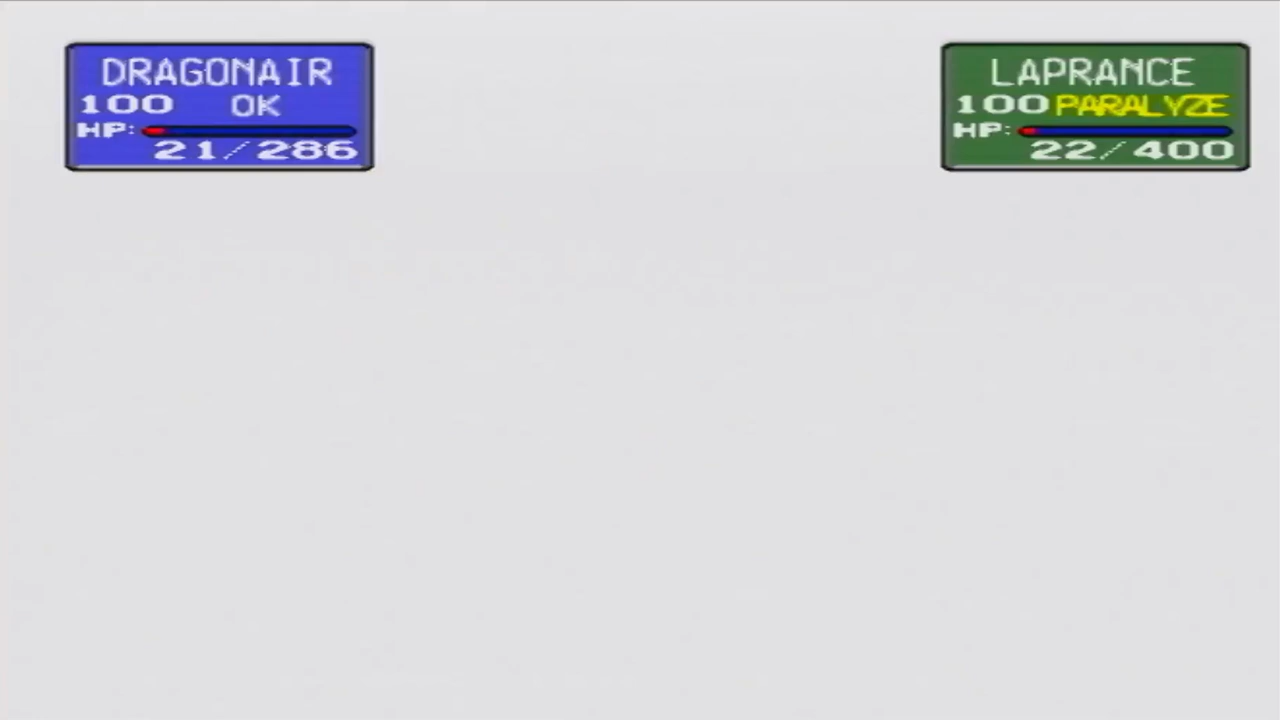 DRAGONAIR
100 OK
HP:
21/286
LAPRANCE
100 PARALYZE
HP:
22/400